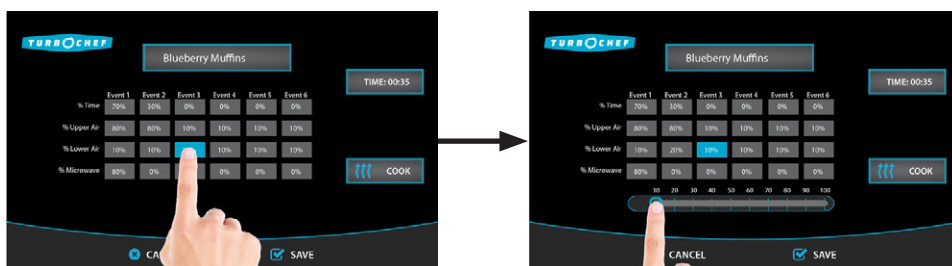 TURBOCHEF
Blueberry Muffins
TIME: 00:35
Event 1 Event 2 Event 3 Event 4 Event 5 Event 6
% Time 70% 30% 0% 0% 0% 0%
% Upper Air 80% 80% 10% 10% 10% 10%
% Lower Air 10% 10% 10% 10% 10%
% Microwave 80% 0% 0% 0% 0%
COOK
SAVE
TURBOCHEF
Blueberry Muffins
TIME: 00:35
Event 1 Event 2 Event 3 Event 4 Event 5 Event 6
% Time 70% 30% 0% 0% 0% 0%
% Upper Air 80% 80% 10% 10% 10% 10%
% Lower Air 10% 20% 10% 10% 10% 10%
% Microwave 80% 0% 0% 0% 0% 0%
COOK
10 20 30 40 50 60 70 80 90 100
CANCEL SAVE